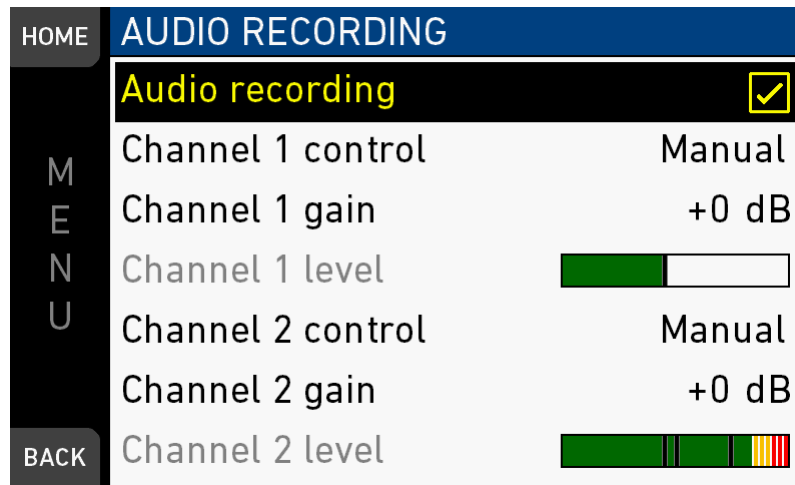 HOME
AUDIO RECORDING
Audio recording
Channel 1 control Manual
Channel 1 gain +0 dB
Channel 1 level
Channel 2 control Manual
Channel 2 gain +0 dB
Channel 2 level
MENU
BACK